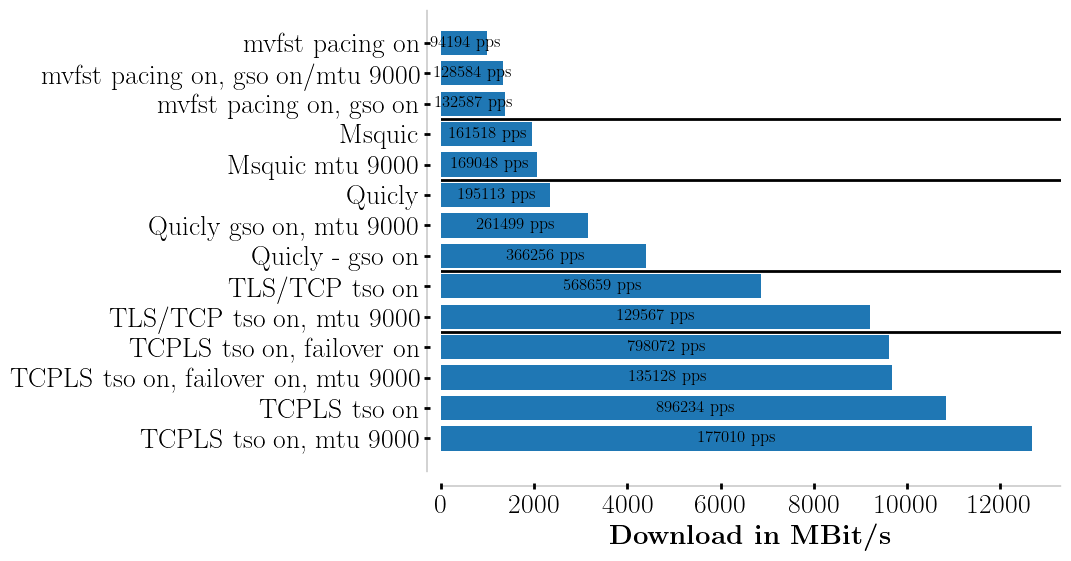 mvfst pacing on 94194 pps
mvfst pacing on, gso on/mtu 9000 128584 pps
mvfst pacing on, gso on 132587 pps
Msquic 161518 pps
Msquic mtu 9000 169048 pps
Quicly 195113 pps
Quicly gso on, mtu 9000 261499 pps
Quicly - gso on 366256 pps
TLS/TCP tso on 568659 pps
TLS/TCP tso on, mtu 9000 129567 pps
TCPLS tso on, failover on 798072 pps
TCPLS tso on, failover on, mtu 9000 135128 pps
TCPLS tso on 896234 pps
TCPLS tso on, mtu 9000 177010 pps
0 2000 4000 6000 8000 10000 12000
Download in MBit/s